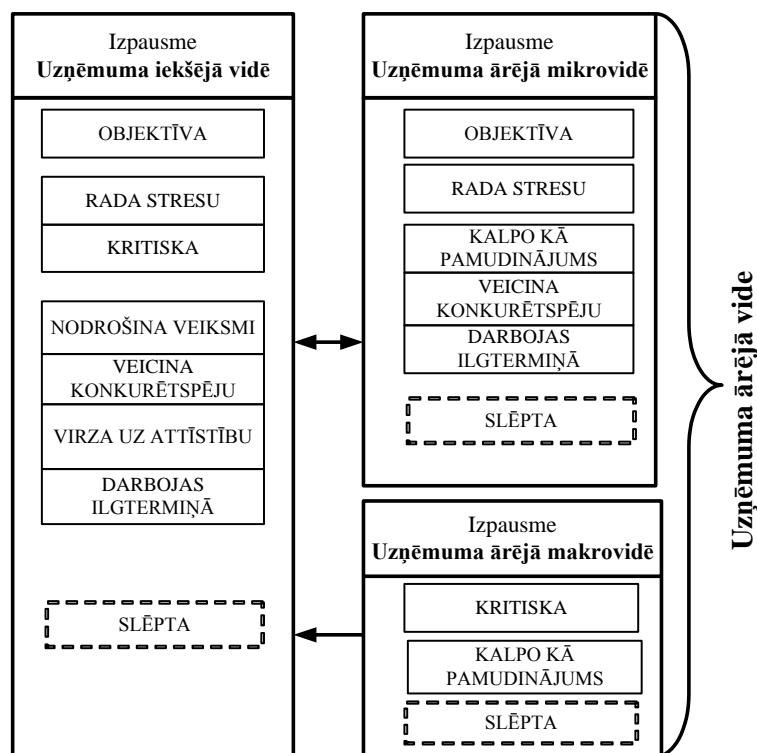 Izpausme
Uzņēmuma iekšējā vidē
OBJEKTĪVA
RADA STRESU
KRITISKA
NODROŠINA VEIKSMI
VEICINA
KONKURĒTSPĒJU
VIRZA UZ ATTĪSTĪBU
DARBOJAS
ILGTERMIŅĀ
SLĒPTA
Izpausme
Uzņēmuma ārējā mikrovidē
OBJEKTĪVA
RADA STRESU
KALPO KĀ
PAMUDINĀJUMS
VEICINA
KONKURĒTSPĒJU
DARBOJAS
ILGTERMIŅĀ
SLĒPTA
Izpausme
Uzņēmuma ārējā makrovidē
KRITISKA
KALPO KĀ
PAMUDINĀJUMS
SLĒPTA
Uzņēmuma ārējā vide